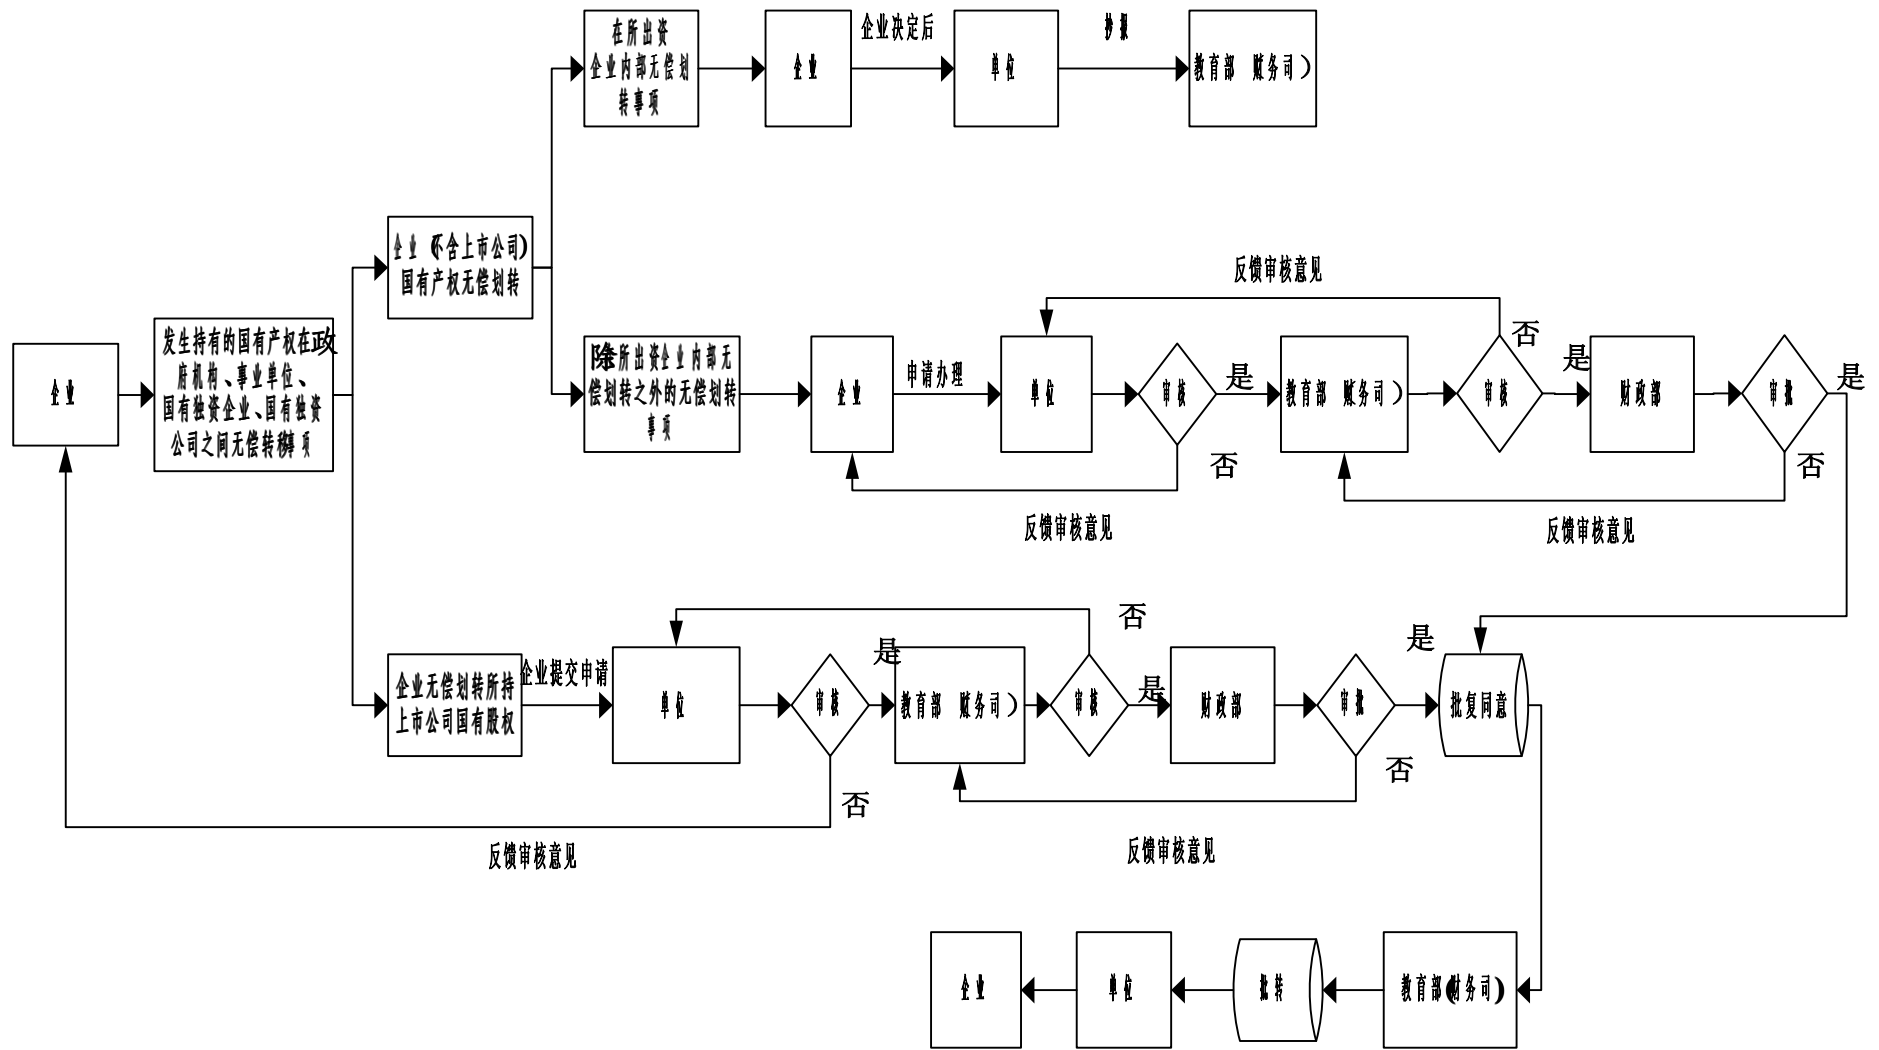 在所出资
企业内部无偿划
转事项
企业
企业决定后
单位
抄报
教育部 财务司）
企业（不含上市公司）
国有产权无偿划转
企业
发生持有的国有产权在政
府机构、事业单位、
国有独资企业、国有独资
公司之间无偿转移事项
除在所出资企业内部无
偿划转之外的无偿划转
事项
企业
申请办理
单位
审核
是
否
反馈审核意见
反馈审核意见
教育部 财务司）
审核
否
是
财政部
审批
是
否
反馈审核意见
企业无偿划转所持
上市公司国有股权
企业提交申请
单位
审核
是
否
反馈审核意见
教育部 财务司）
审核
否
是
财政部
审批
是
否
反馈审核意见
批复同意
企业
单位
批转
教育部（财务司）